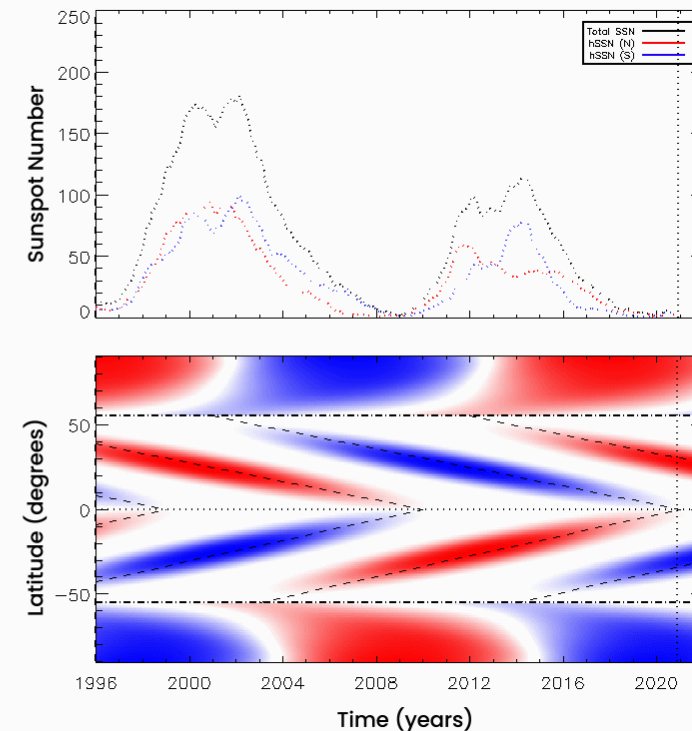 250
200
150
100
50
0
Sunspot Number
Total SSN
hSSN (N)
hSSN (S)
50
0
−50
Latitude (degrees)
1996 2000 2004 2008 2012 2016 2020
Time (years)